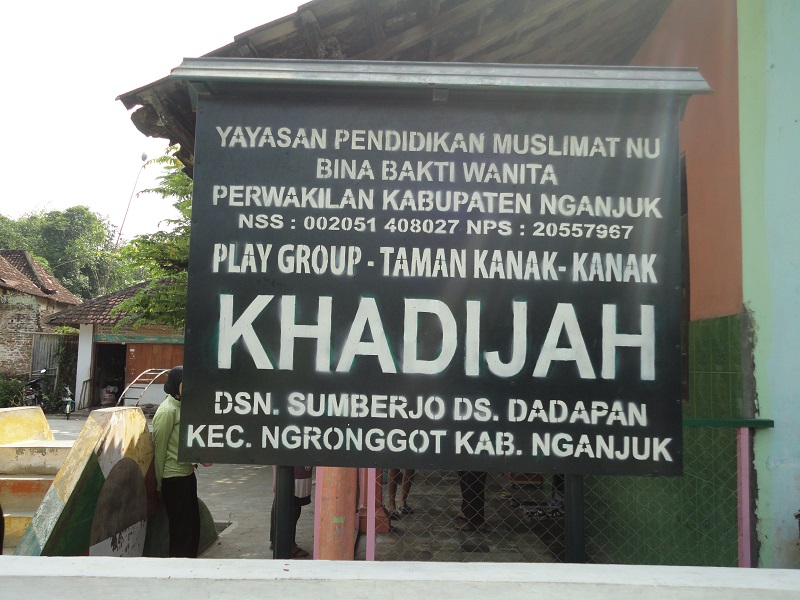 YAYASAN PENDIDIKAN MUSLIMAT NU
BINA BAKTI WANITA
PERWAKILAN KABUPATEN NGANJUK
NSS : 002051 408027 NPS : 20557967
PLAY GROUP - TAMAN KANAK- KANAK
KHADIJAH
DSN. SUMBERJO DS. DADAPAN
KEC. NGRONGGOT KAB. NGANJUK